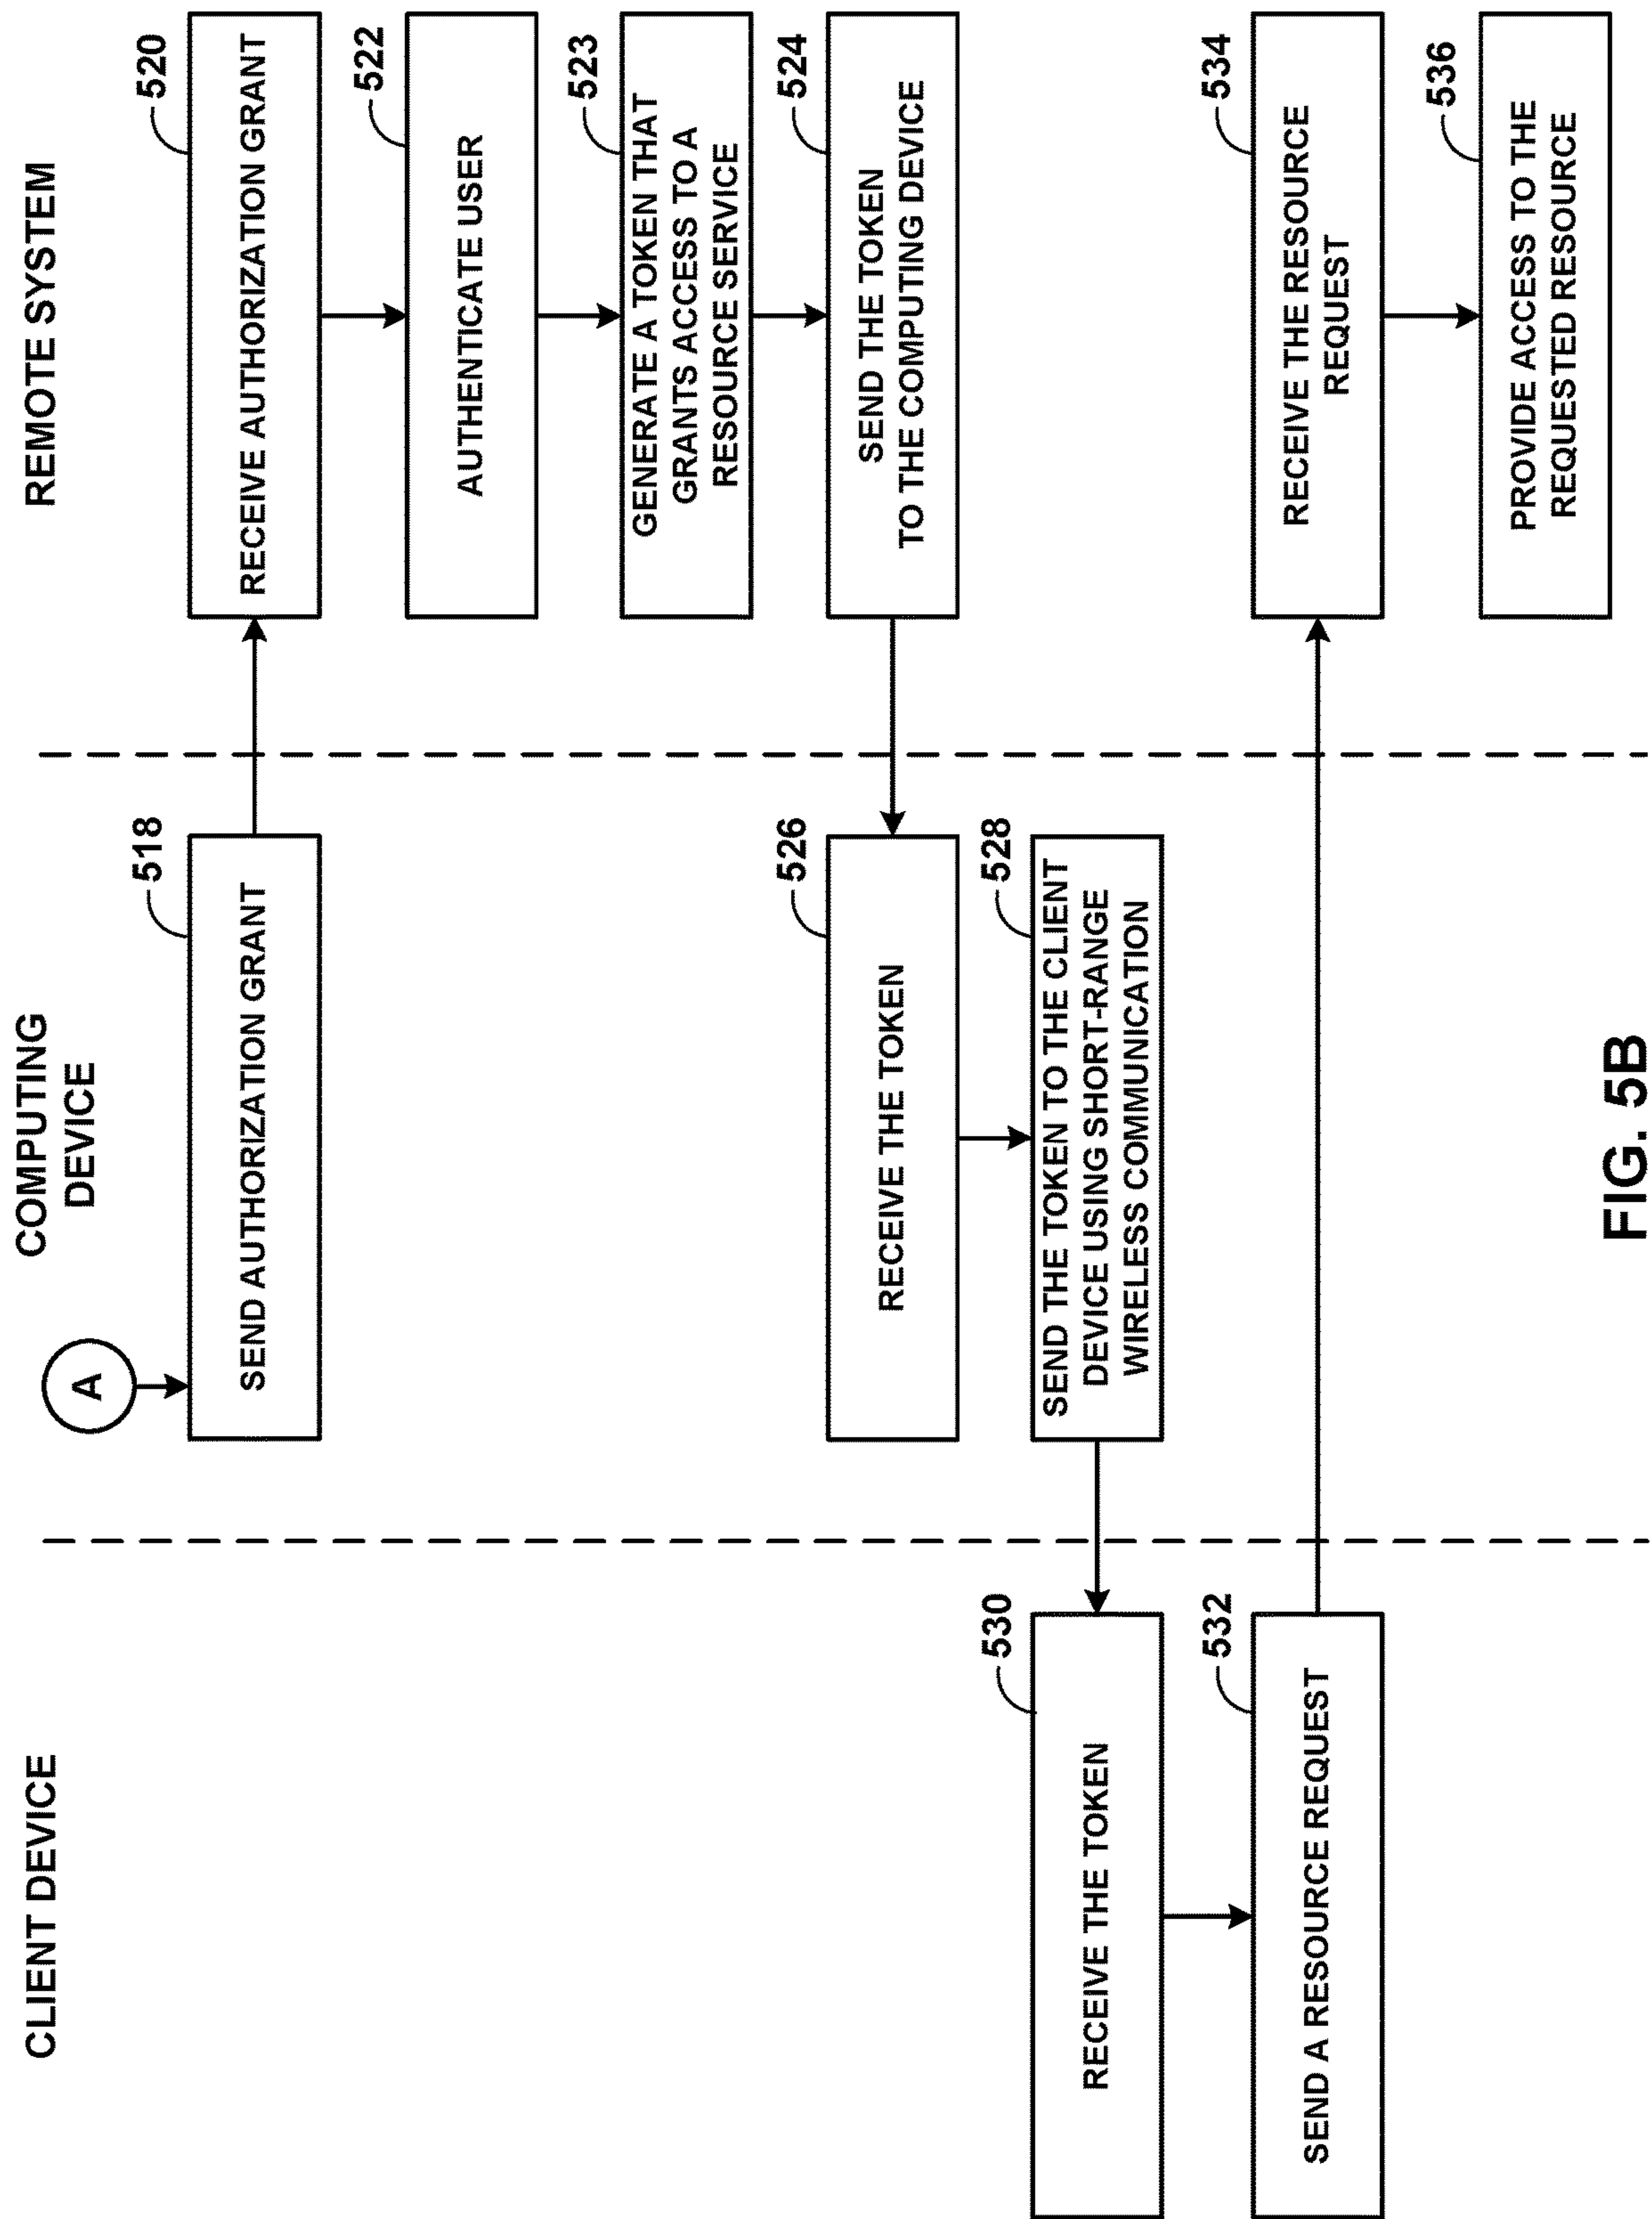 CLIENT DEVICE
COMPUTING
DEVICE
REMOTE SYSTEM
A
518
SEND AUTHORIZATION GRANT
520
RECEIVE AUTHORIZATION GRANT
522
AUTHENTICATE USER
523
GENERATE A TOKEN THAT
GRANTS ACCESS TO A
RESOURCE SERVICE
524
SEND THE TOKEN
TO THE COMPUTING DEVICE
526
RECEIVE THE TOKEN
528
SEND THE TOKEN TO THE CLIENT
DEVICE USING SHORT-RANGE
WIRELESS COMMUNICATION
530
RECEIVE THE TOKEN
532
SEND A RESOURCE REQUEST
534
RECEIVE THE RESOURCE
REQUEST
536
PROVIDE ACCESS TO THE
REQUESTED RESOURCE
FIG. 5B